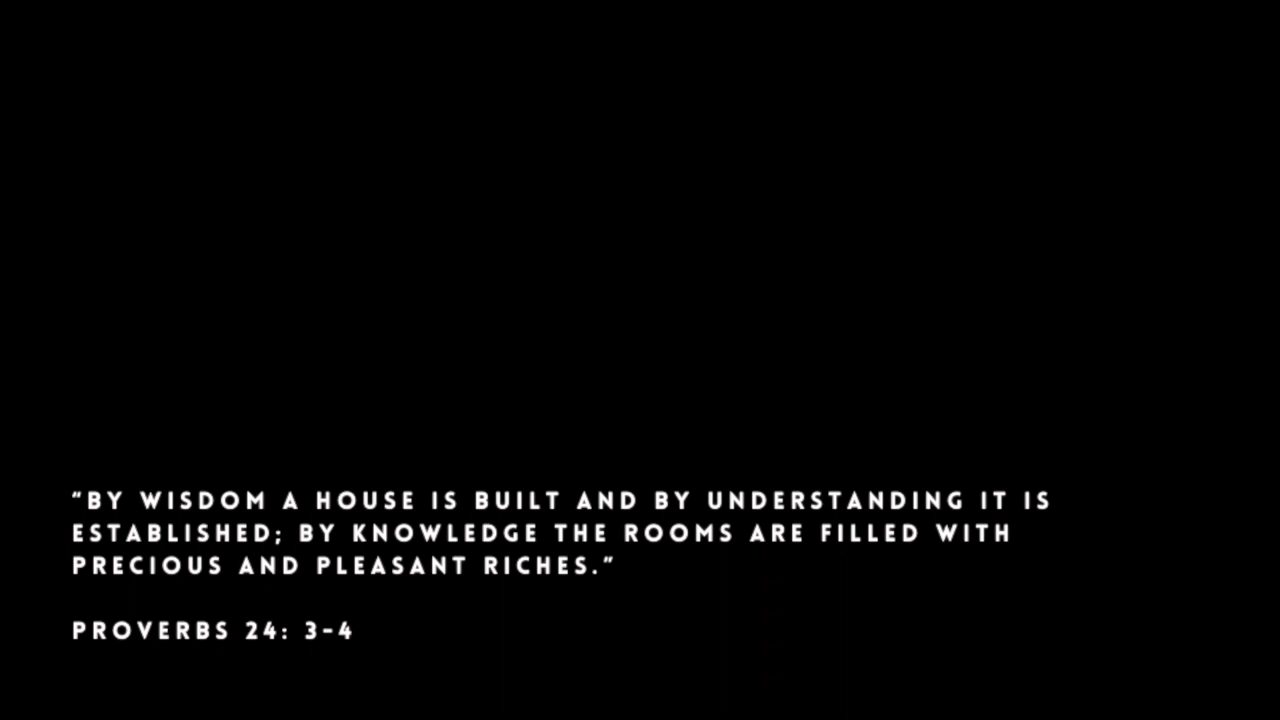 “BY WISDOM A HOUSE IS BUILT AND BY UNDERSTANDING IT IS
ESTABLISHED; BY KNOWLEDGE THE ROOMS ARE FILLED WITH
PRECIOUS AND PLEASANT RICHES.”
PROVERBS 24: 3-4